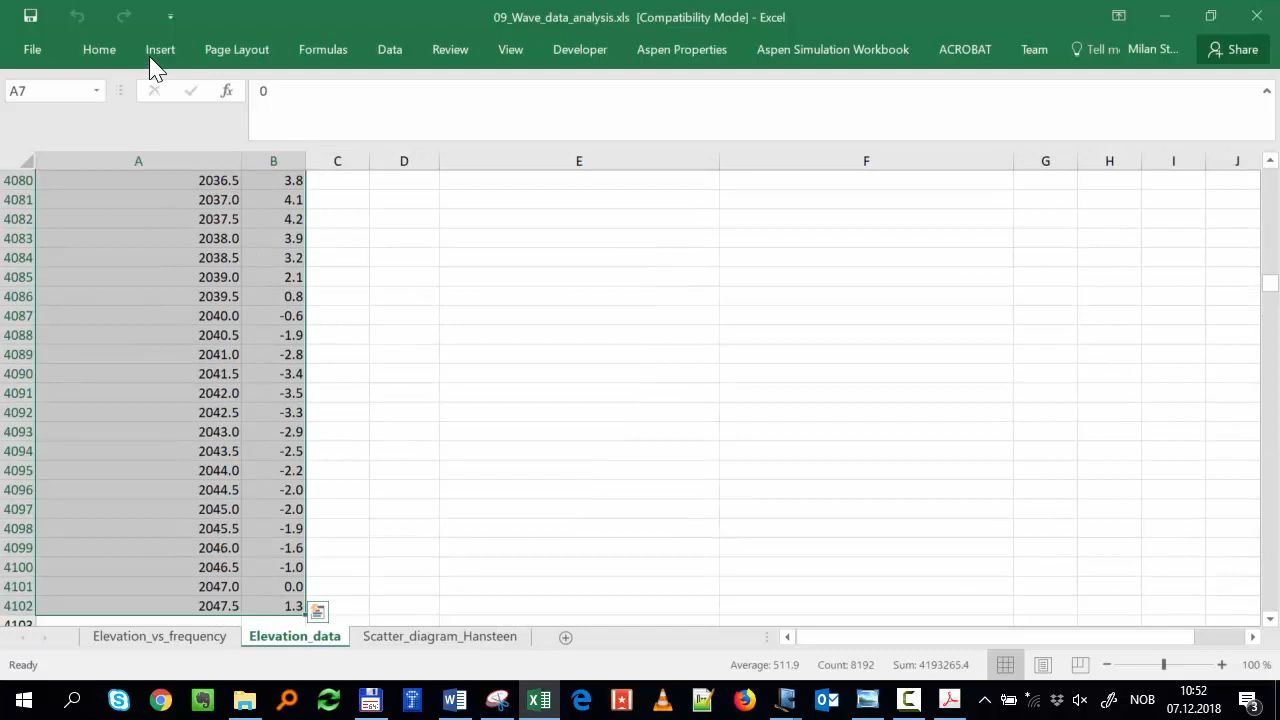 09_Wave_data_analysis.xls [Compatibility Mode] - Excel
File Home Insert Page Layout Formulas Data Review View Developer Aspen Properties Aspen Simulation Workbook ACROBAT Team Tell me Milan St... Share
A7 fx 0
A B C D E F G H I J
4080 2036.5 3.8
4081 2037.0 4.1
4082 2037.5 4.2
4083 2038.0 3.9
4084 2038.5 3.2
4085 2039.0 2.1
4086 2039.5 0.8
4087 2040.0 -0.6
4088 2040.5 -1.9
4089 2041.0 -2.8
4090 2041.5 -3.4
4091 2042.0 -3.5
4092 2042.5 -3.3
4093 2043.0 -2.9
4094 2043.5 -2.5
4095 2044.0 -2.2
4096 2044.5 -2.0
4097 2045.0 -2.0
4098 2045.5 -1.9
4099 2046.0 -1.6
4100 2046.5 -1.0
4101 2047.0 0.0
4102 2047.5 1.3
4103
Elevation_vs_frequency Elevation_data Scatter_diagram_Hansteen
Ready Average: 511.9 Count: 8192 Sum: 4193265.4 100 %
NOB 10:52
07.12.2018 3